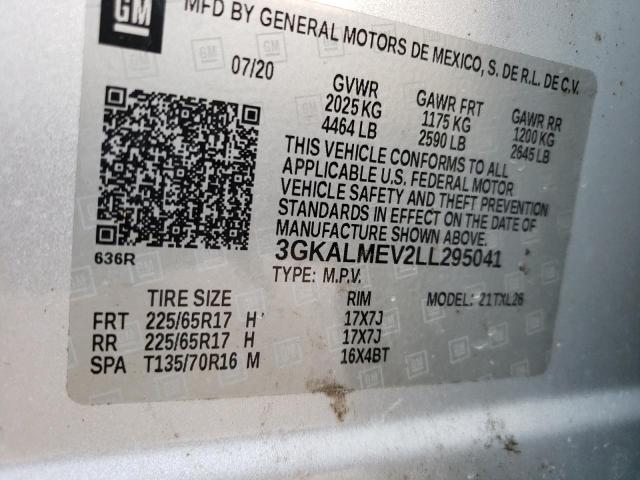 GM
MFD BY GENERAL MOTORS DE MEXICO, S. DE R.L. DE C.V.
07/20
GVWR GAWR FRT GAWR RR
2025 KG 1175 KG 1200 KG
4464 LB 2590 LB 2645 LB
THIS VEHICLE CONFORMS TO ALL
APPLICABLE U.S. FEDERAL MOTOR
VEHICLE SAFETY AND THEFT PREVENTION
STANDARDS IN EFFECT ON THE DATE OF
MANUFACTURE SHOWN ABOVE.
636R
3GKALMEV2LL295041
TYPE: M.P.V.
TIRE SIZE RIM MODEL: 21TXL26
FRT 225/65R17 H 17X7J
RR 225/65R17 H 17X7J
SPA T135/70R16 M 16X4BT